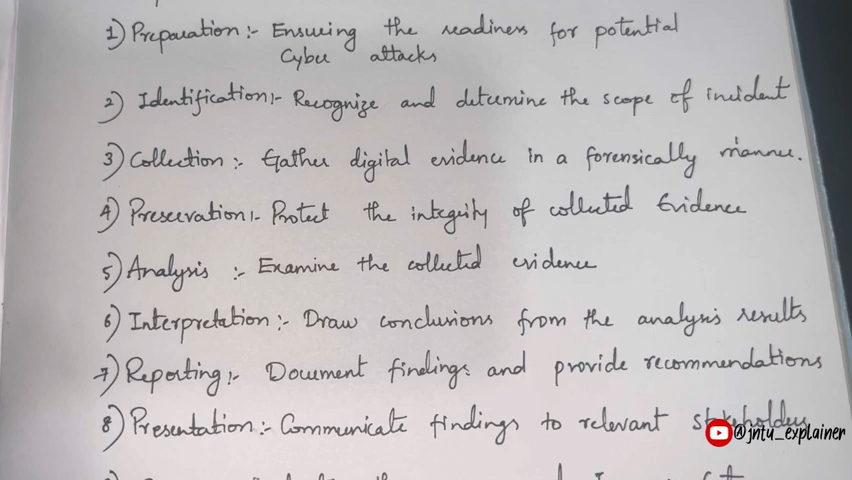 1) Preparation :- Ensuring the readiness for potential
Cyber attacks
2) Identification :- Recognize and determine the scope of incident
3) Collection :- Gather digital evidence in a forensically manner.
4) Preservation :- Protect the integrity of collected Evidence
5) Analysis :- Examine the collected evidence
6) Interpretation :- Draw conclusions from the analysis results
7) Reporting :- Document findings and provide recommendations
8) Presentation :- Communicate findings to relevant stakeholders
@jntu_explainer